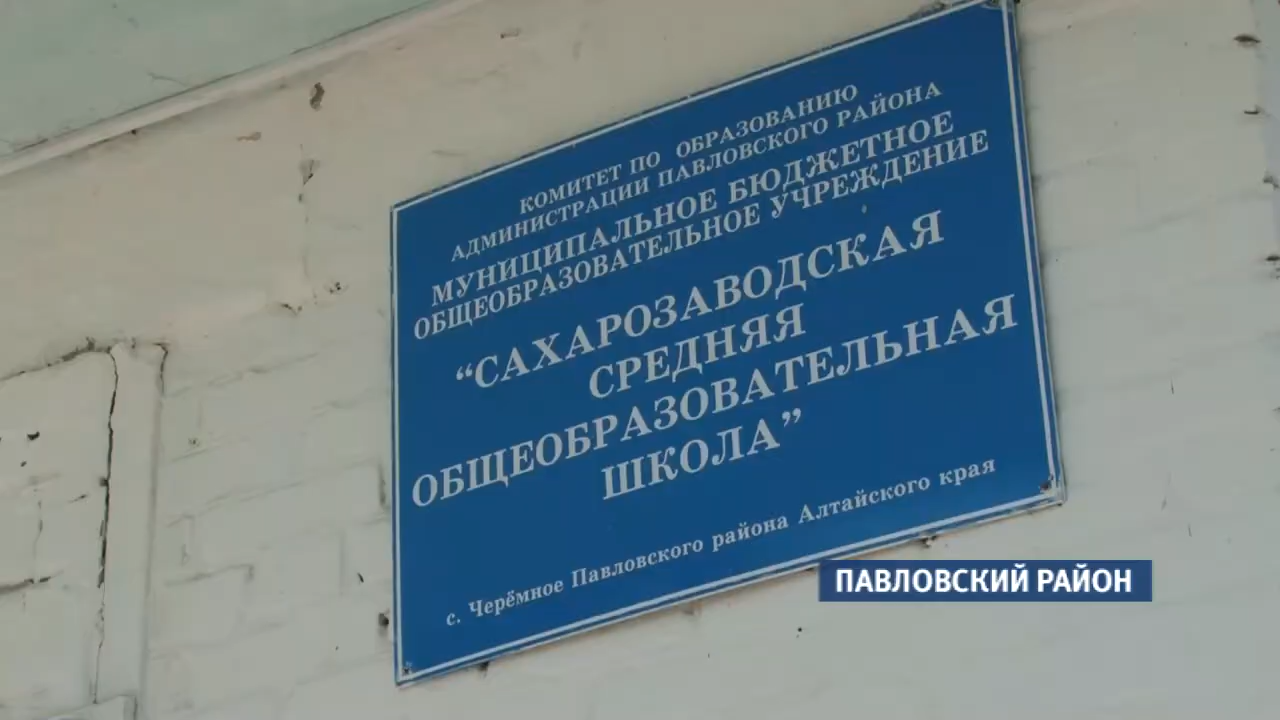 КОМИТЕТ ПО ОБРАЗОВАНИЮ
АДМИНИСТРАЦИИ ПАВЛОВСКОГО РАЙОНА
МУНИЦИПАЛЬНОЕ БЮДЖЕТНОЕ
ОБЩЕОБРАЗОВАТЕЛЬНОЕ УЧРЕЖДЕНИЕ
“САХАРОЗАВОДСКАЯ
СРЕДНЯЯ
ОБЩЕОБРАЗОВАТЕЛЬНАЯ
ШКОЛА”
с. Черёмное Павловского района Алтайского края
ПАВЛОВСКИЙ РАЙОН